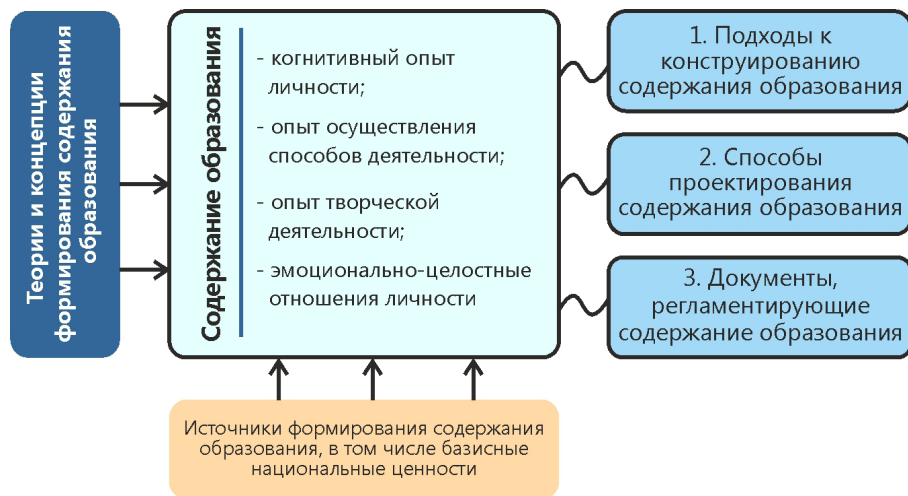 Теории и концепции
формирования содержания
образования
Содержание образования
- когнитивный опыт
личности;
- опыт осуществления
способов деятельности;
- опыт творческой
деятельности;
- эмоционально-целостные
отношения личности
1. Подходы к
конструированию
содержания образования
2. Способы
проектирования
содержания образования
3. Документы,
регламентирующие
содержание образования
Источники формирования содержания
образования, в том числе базисные
национальные ценности